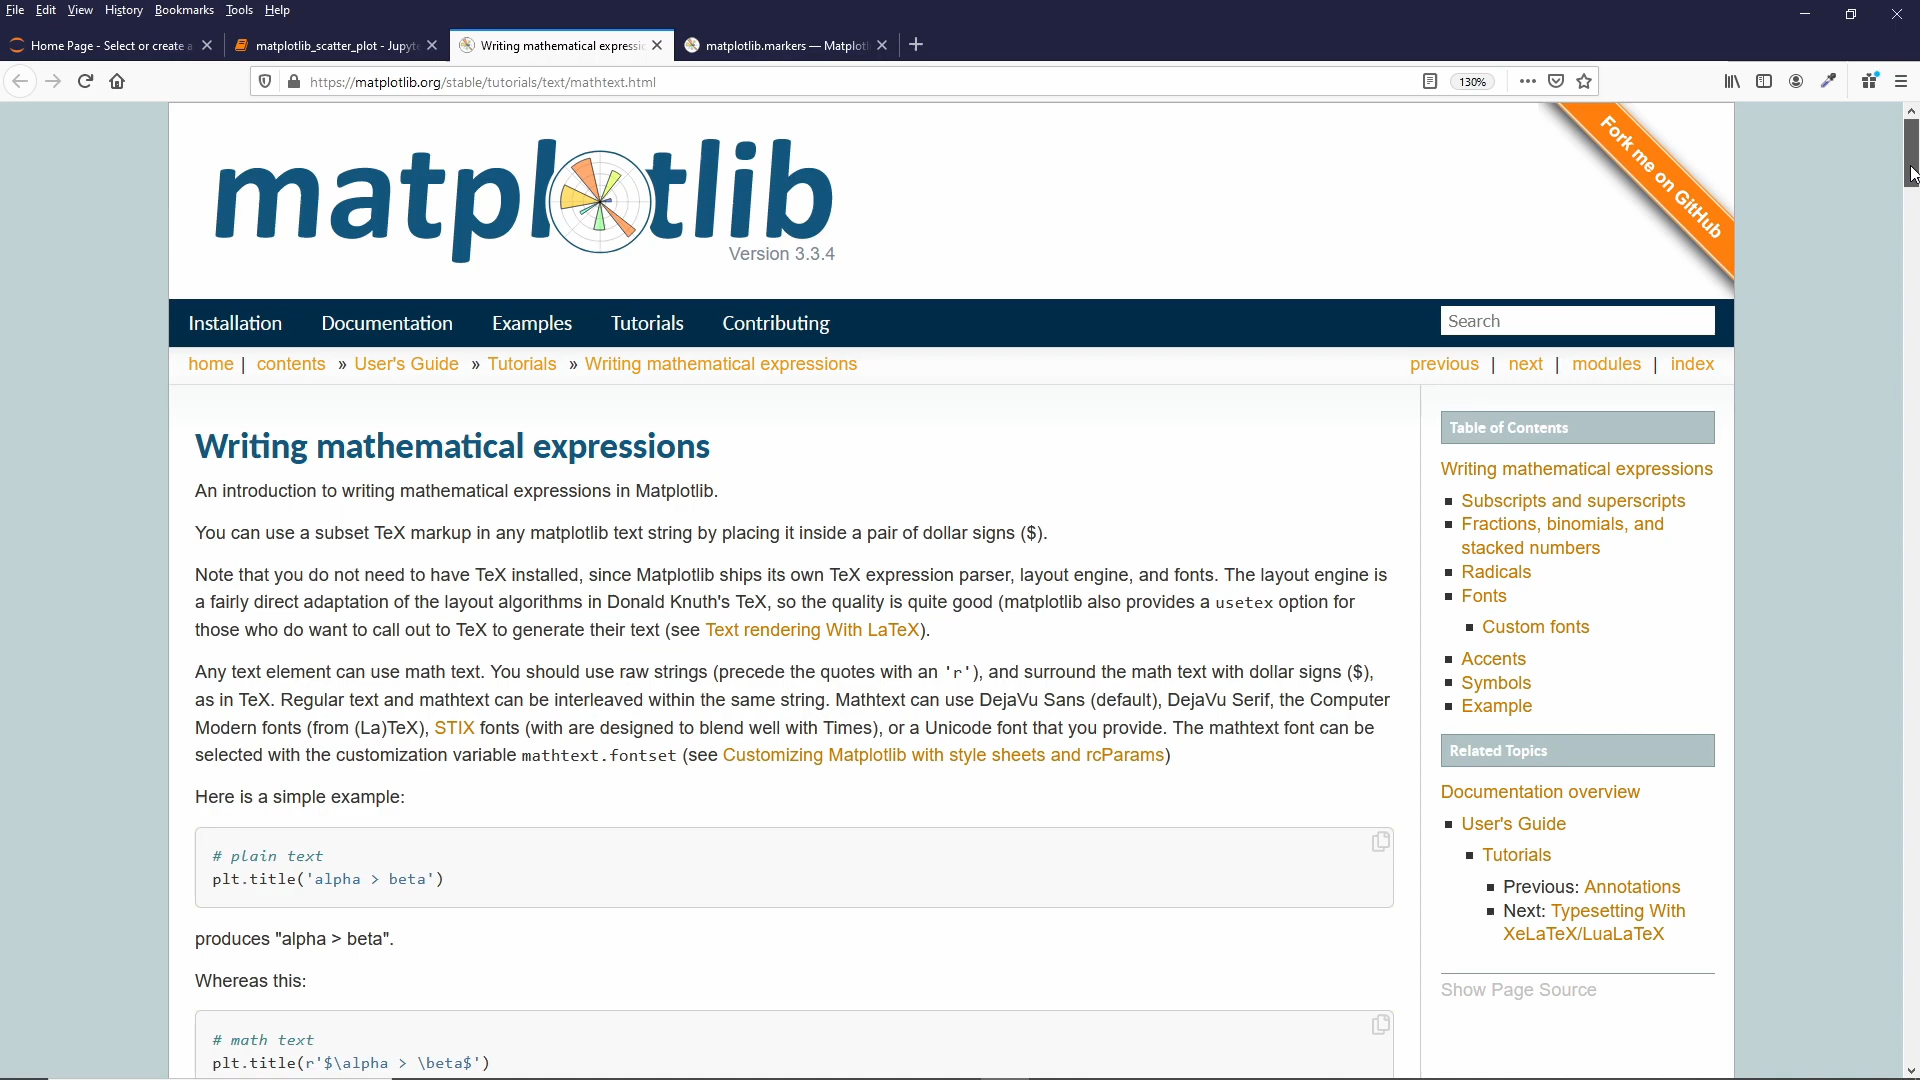 File Edit View History Bookmarks Tools Help
Home Page - Select or create a
matplotlib_scatter_plot - Jupyt
Writing mathematical expressi
matplotlib.markers — Matplotl
https://matplotlib.org/stable/tutorials/text/mathtext.html
130%
matplotlib
Version 3.3.4
Fork me on GitHub
Installation Documentation Examples Tutorials Contributing
Search
home | contents » User's Guide » Tutorials » Writing mathematical expressions
previous | next | modules | index
Writing mathematical expressions
An introduction to writing mathematical expressions in Matplotlib.
You can use a subset TeX markup in any matplotlib text string by placing it inside a pair of dollar signs ($).
Note that you do not need to have TeX installed, since Matplotlib ships its own TeX expression parser, layout engine, and fonts. The layout engine is
a fairly direct adaptation of the layout algorithms in Donald Knuth's TeX, so the quality is quite good (matplotlib also provides a usetex option for
those who do want to call out to TeX to generate their text (see Text rendering With LaTeX).
Any text element can use math text. You should use raw strings (precede the quotes with an 'r'), and surround the math text with dollar signs ($),
as in TeX. Regular text and mathtext can be interleaved within the same string. Mathtext can use DejaVu Sans (default), DejaVu Serif, the Computer
Modern fonts (from (La)TeX), STIX fonts (with are designed to blend well with Times), or a Unicode font that you provide. The mathtext font can be
selected with the customization variable mathtext.fontset (see Customizing Matplotlib with style sheets and rcParams)
Here is a simple example:
# plain text
plt.title('alpha > beta')
produces "alpha > beta".
Whereas this:
# math text
plt.title(r'$\alpha > \beta$')
Table of Contents
Writing mathematical expressions
Subscripts and superscripts
Fractions, binomials, and
stacked numbers
Radicals
Fonts
Custom fonts
Accents
Symbols
Example
Related Topics
Documentation overview
User's Guide
Tutorials
Previous: Annotations
Next: Typesetting With
XeLaTeX/LuaLaTeX
Show Page Source